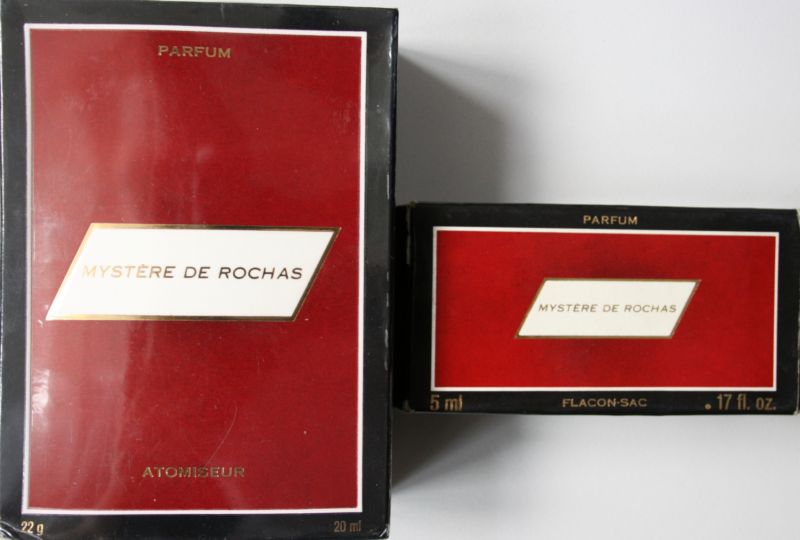 PARFUM
MYSTÈRE DE ROCHAS
ATOMISEUR
22 g 20 ml
PARFUM
MYSTÈRE DE ROCHAS
5 ml FLACON-SAC .17 fl. oz.